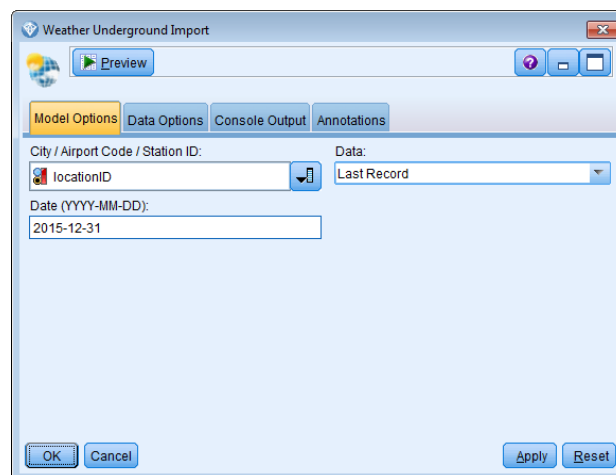 Weather Underground Import
Preview
Model Options Data Options Console Output Annotations
City / Airport Code / Station ID:
Data:
locationID
Last Record
Date (YYYY-MM-DD):
2015-12-31
OK Cancel Apply Reset